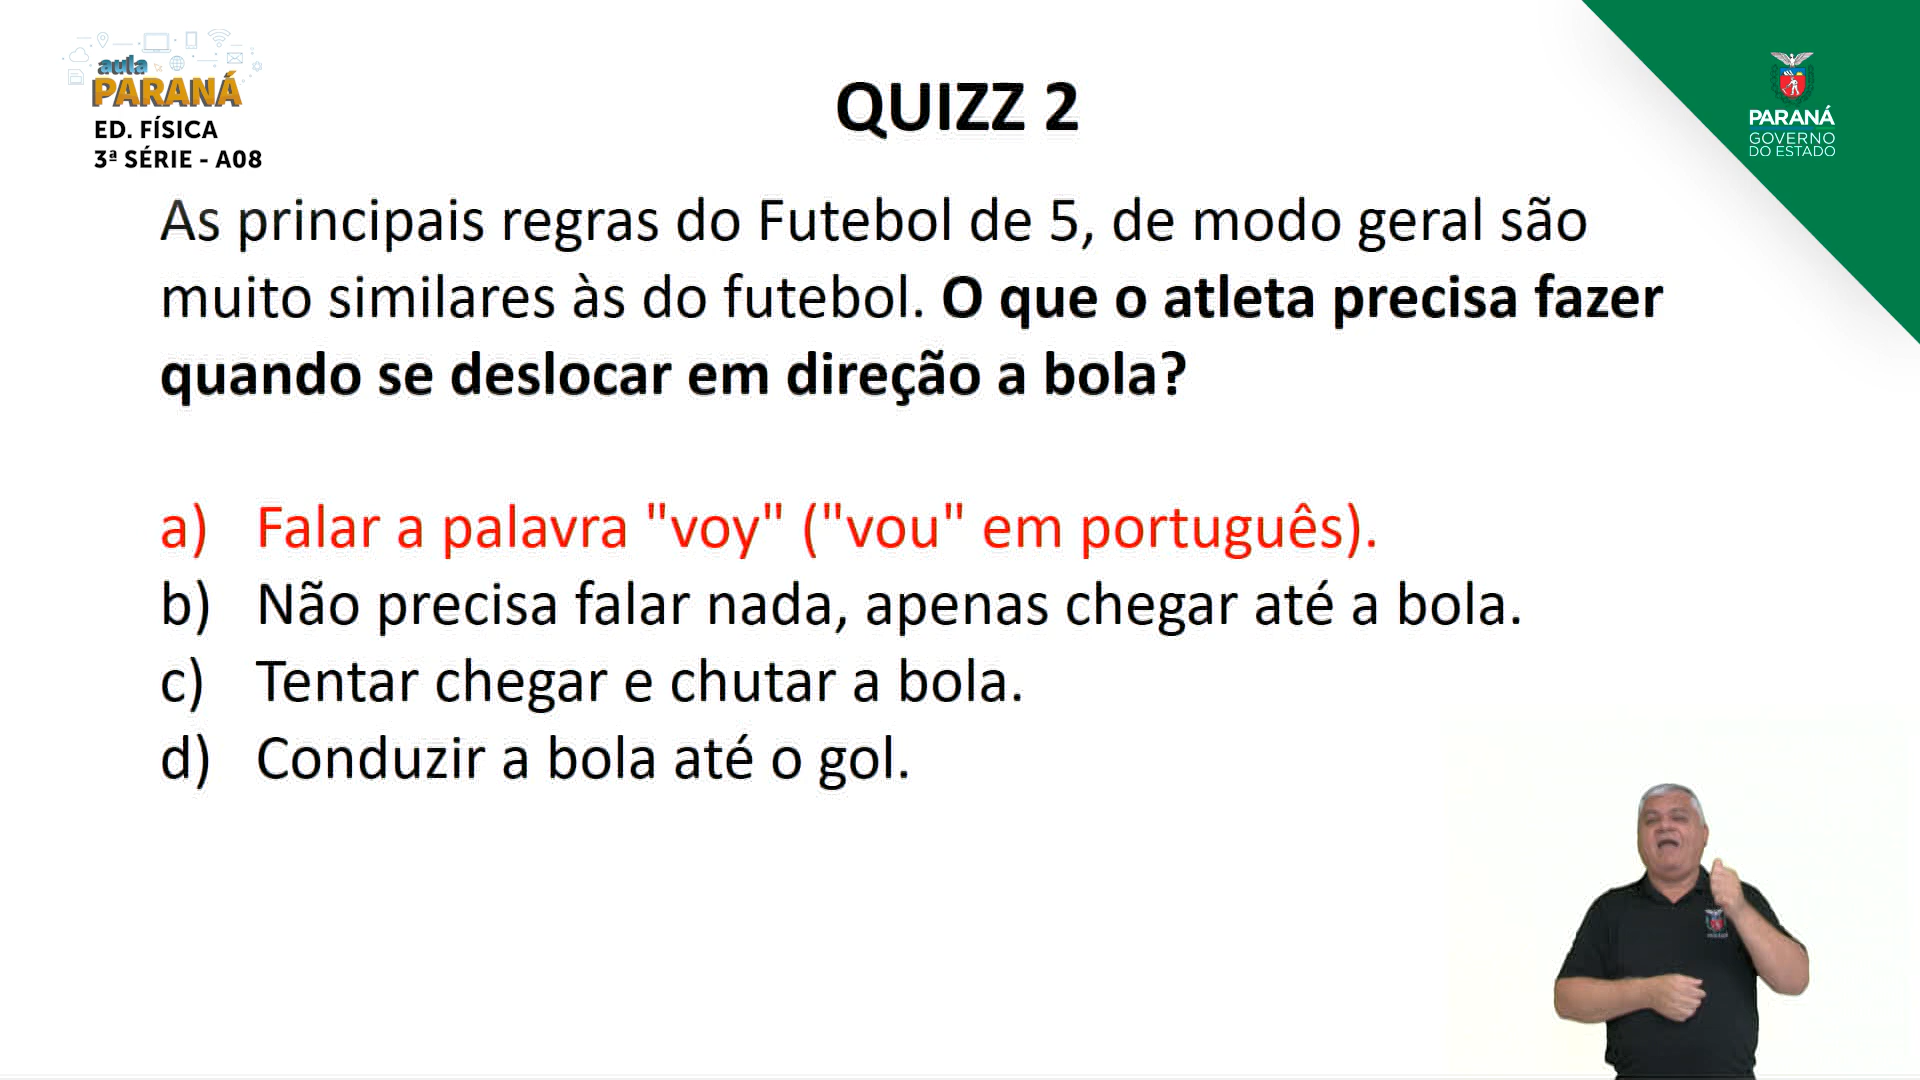 aula
PARANÁ
ED. FÍSICA
3ª SÉRIE - A08
QUIZZ 2
PARANÁ
GOVERNO
DO ESTADO
As principais regras do Futebol de 5, de modo geral são
muito similares às do futebol. O que o atleta precisa fazer
quando se deslocar em direção a bola?
a) Falar a palavra "voy" ("vou" em português).
b) Não precisa falar nada, apenas chegar até a bola.
c) Tentar chegar e chutar a bola.
d) Conduzir a bola até o gol.